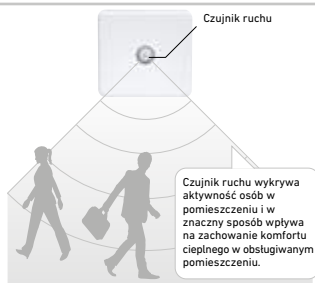 Czujnik ruchu
Czujnik ruchu wykrywa
aktywność osób w
pomieszczeniu i w
znaczny sposób wpływa
na zachowanie komfortu
cieplnego w obsługiwanym
pomieszczeniu.